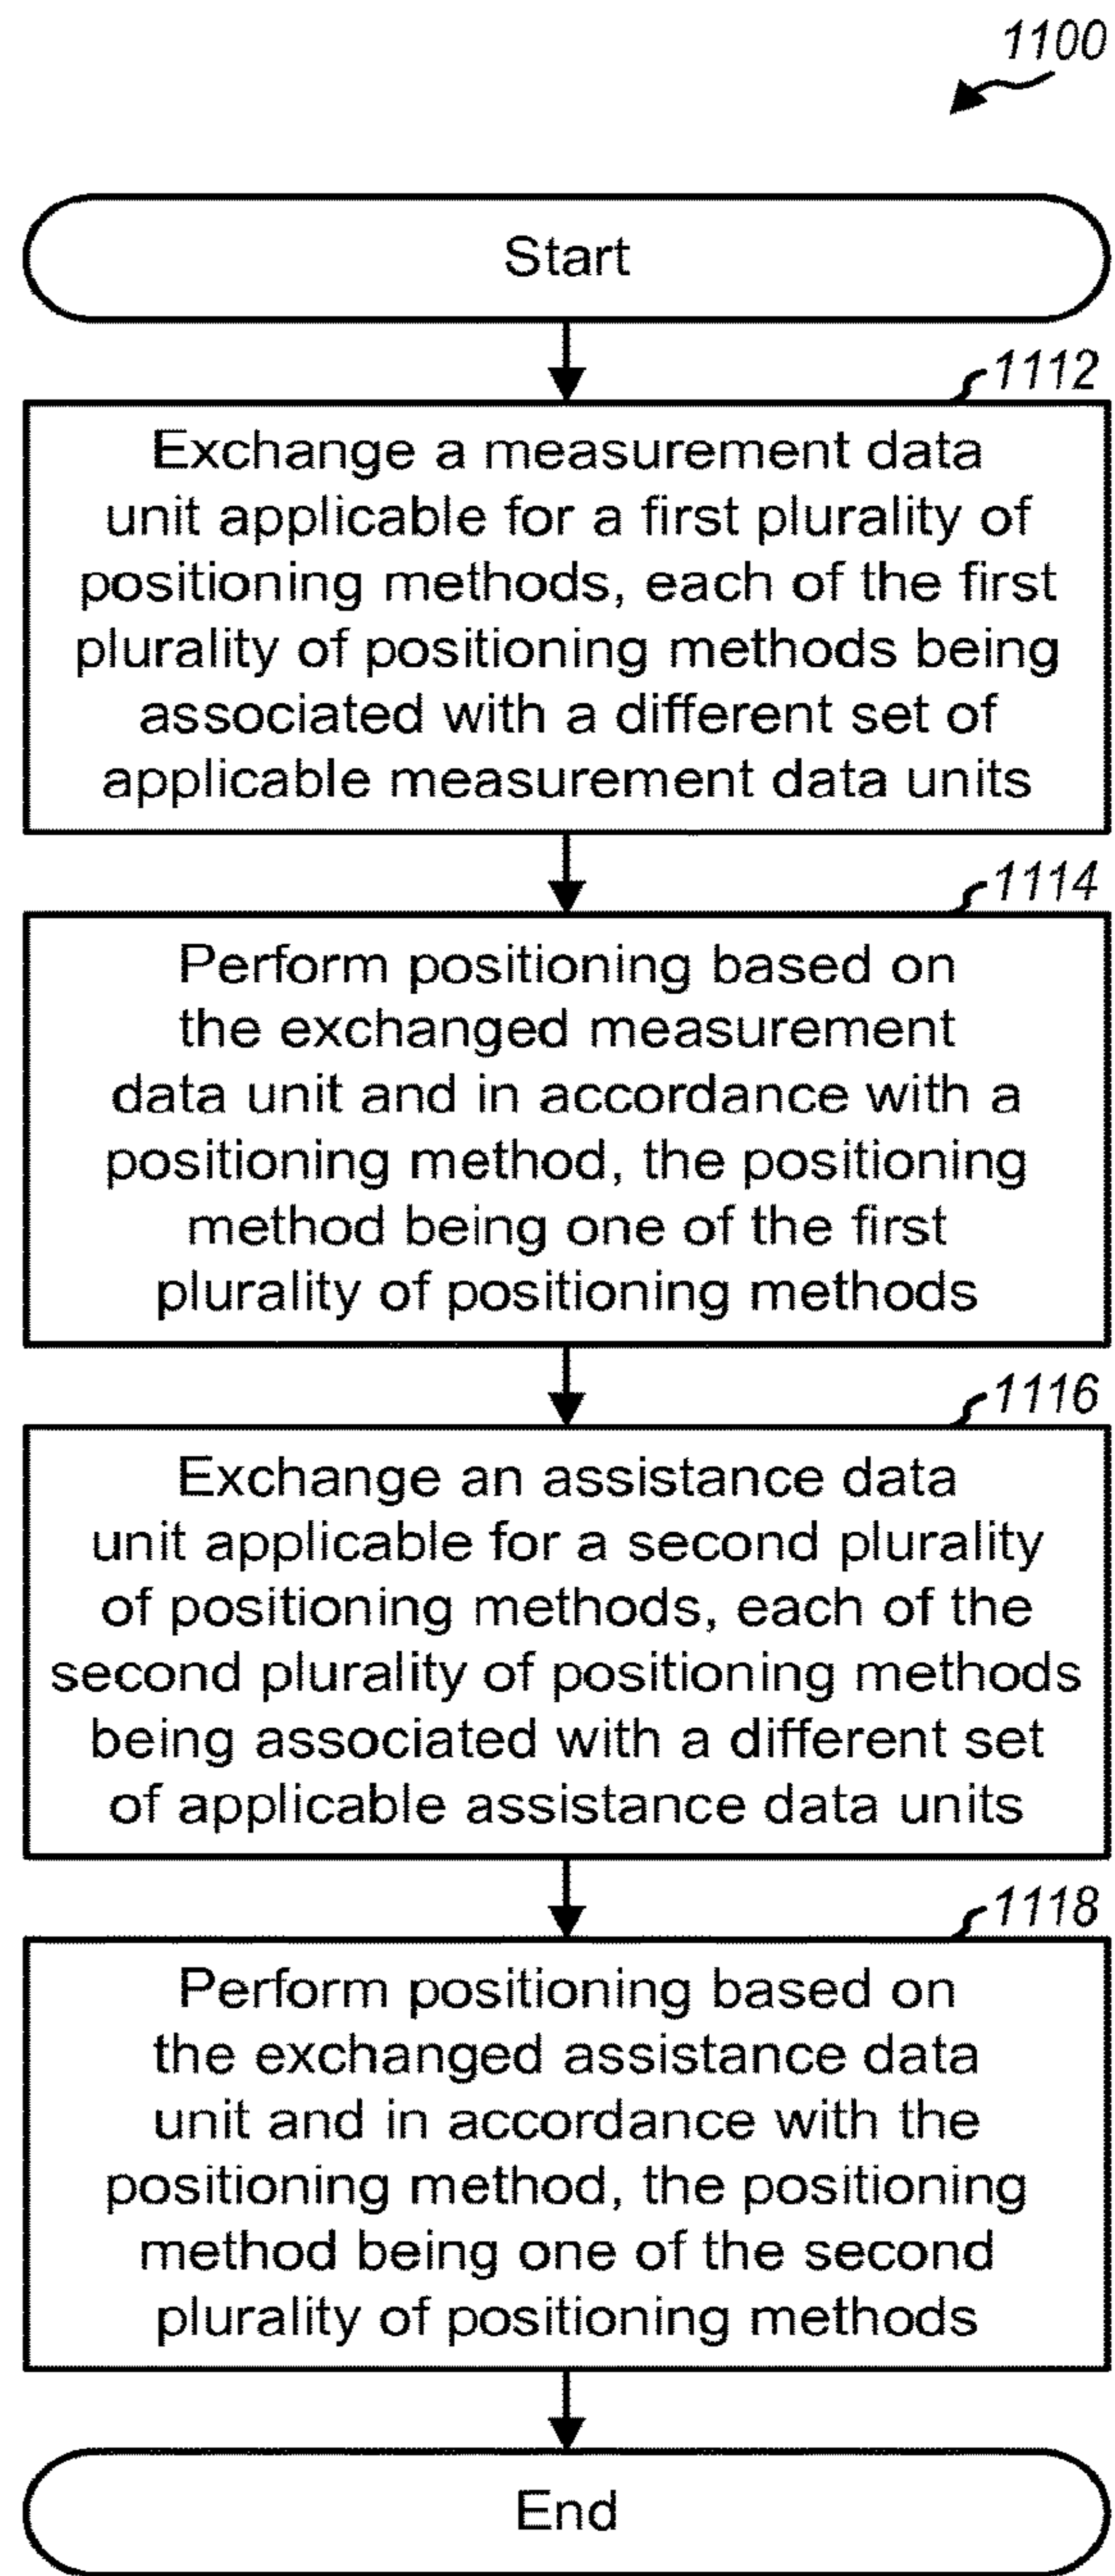 1100
Start
1112
Exchange a measurement data
unit applicable for a first plurality of
positioning methods, each of the first
plurality of positioning methods being
associated with a different set of
applicable measurement data units
1114
Perform positioning based on
the exchanged measurement
data unit and in accordance with a
positioning method, the positioning
method being one of the first
plurality of positioning methods
1116
Exchange an assistance data
unit applicable for a second plurality
of positioning methods, each of the
second plurality of positioning methods
being associated with a different set
of applicable assistance data units
1118
Perform positioning based on
the exchanged assistance data
unit and in accordance with the
positioning method, the positioning
method being one of the second
plurality of positioning methods
End